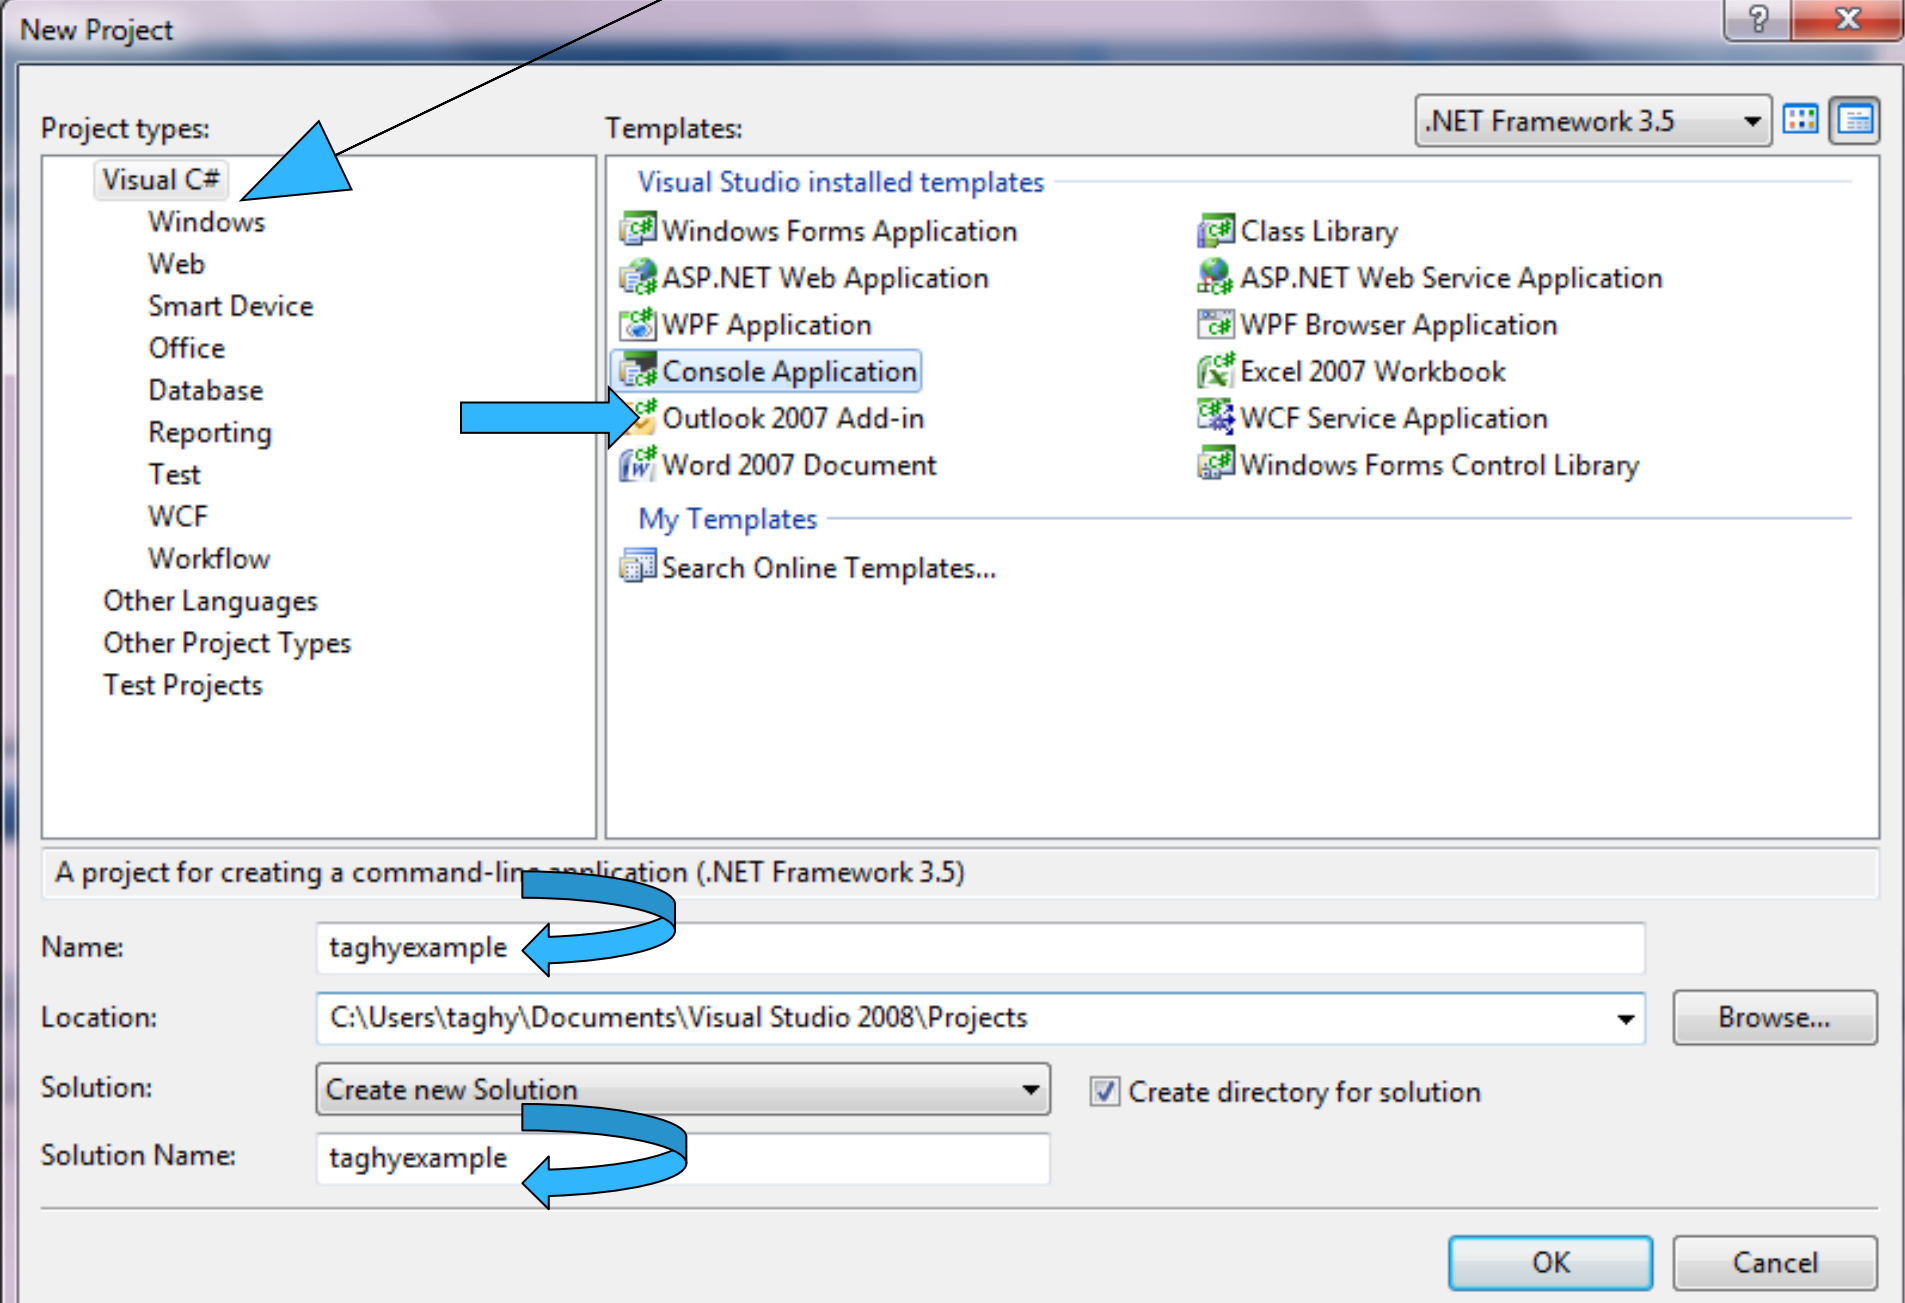 New Project
Project types:
Templates:
.NET Framework 3.5
Visual C#
Windows
Web
Smart Device
Office
Database
Reporting
Test
WCF
Workflow
Other Languages
Other Project Types
Test Projects
Visual Studio installed templates
Windows Forms Application
Class Library
ASP.NET Web Application
ASP.NET Web Service Application
WPF Application
WPF Browser Application
Console Application
Excel 2007 Workbook
Outlook 2007 Add-in
WCF Service Application
Word 2007 Document
Windows Forms Control Library
My Templates
Search Online Templates...
A project for creating a command-line application (.NET Framework 3.5)
Name: taghyexample
Location: C:\Users\taghy\Documents\Visual Studio 2008\Projects Browse...
Solution: Create new Solution Create directory for solution
Solution Name: taghyexample
OK Cancel